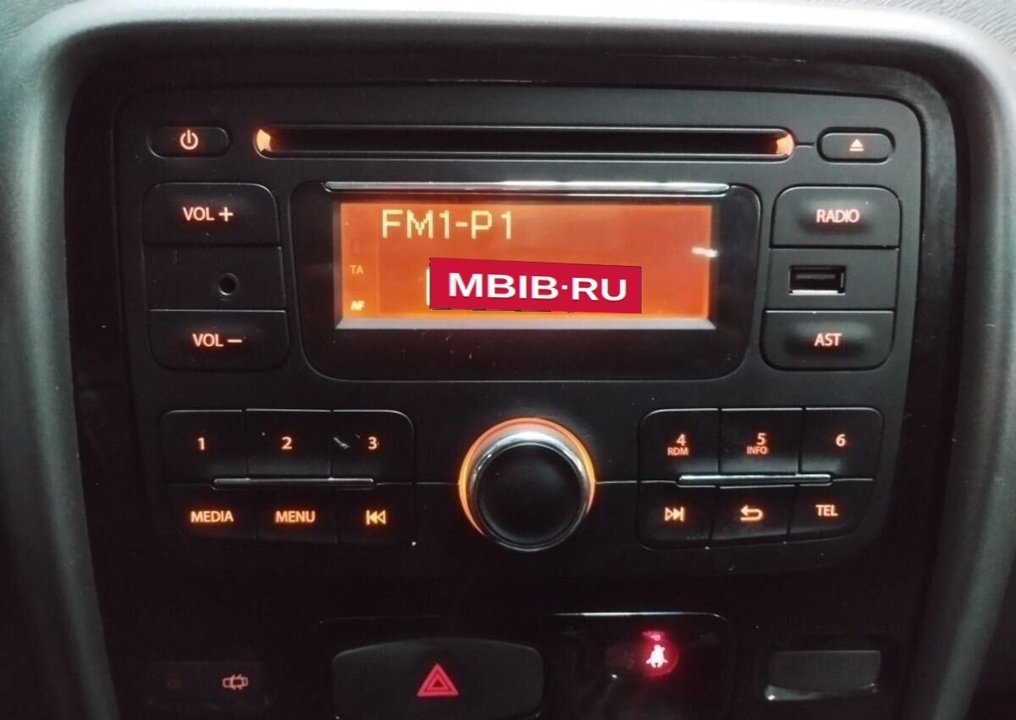 VOL +
RADIO
FM1-P1
TA
MBIB·RU
AF
VOL −
AST
1
2
3
4
RDM
5
INFO
6
MEDIA
MENU
TEL